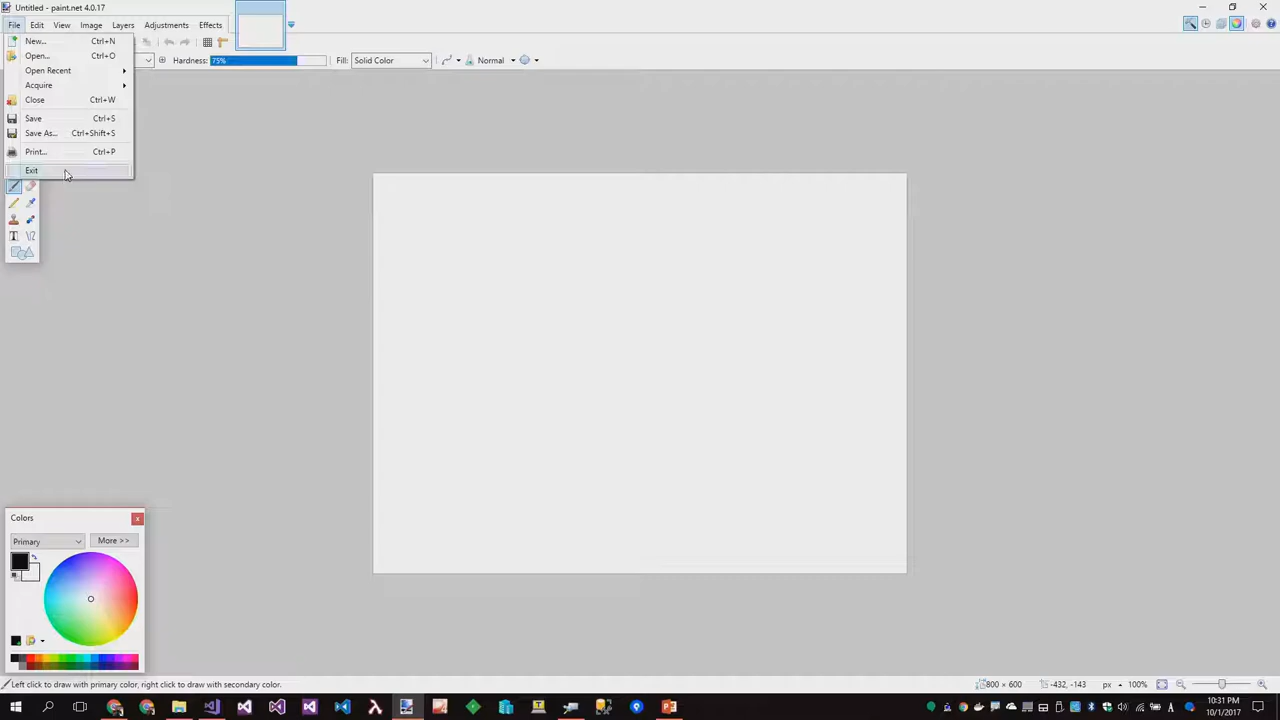 Untitled - paint.net 4.0.17
File Edit View Image Layers Adjustments Effects
New... Ctrl+N
Open... Ctrl+O
Open Recent
Acquire
Close Ctrl+W
Save Ctrl+S
Save As... Ctrl+Shift+S
Print... Ctrl+P
Exit
Hardness: 75% Fill: Solid Color Normal
Colors
Primary More >>
Left click to draw with primary color, right click to draw with secondary color. 800 × 600 -432, -143 px 100%
10:31 PM
10/1/2017